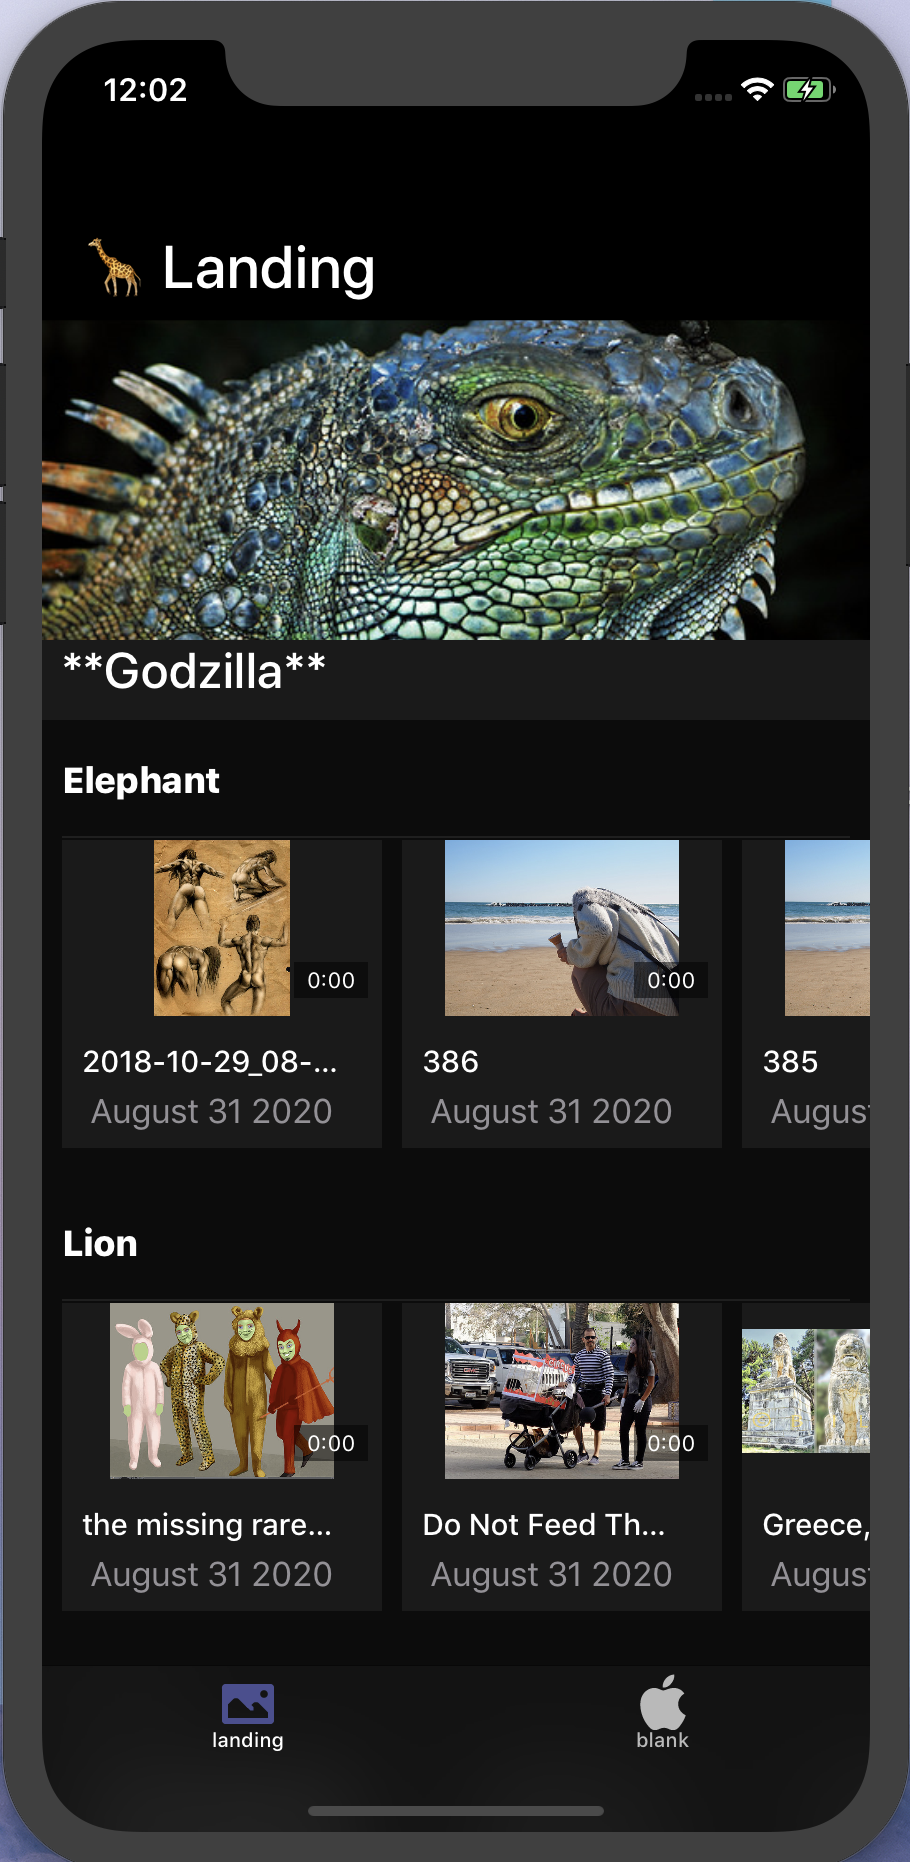 12:02
Landing
**Godzilla**
Elephant
0:00
0:00
2018-10-29_08-...
386
385
August 31 2020
August 31 2020
August
Lion
0:00
0:00
the missing rare...
Do Not Feed Th...
Greece,
August 31 2020
August 31 2020
August
landing
blank